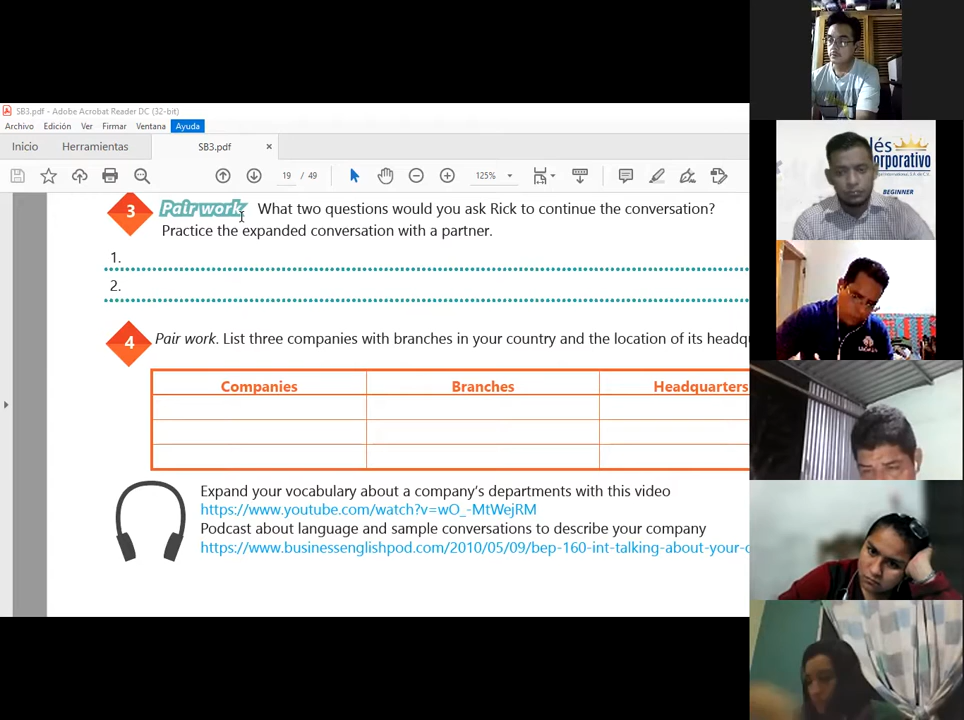 SB3.pdf - Adobe Acrobat Reader DC (32-bit)
Archivo Edición Ver Firmar Ventana Ayuda
Inicio Herramientas SB3.pdf ×
19 / 49 125%
3 Pair work What two questions would you ask Rick to continue the conversation?
Practice the expanded conversation with a partner.
1.
2.
4 Pair work. List three companies with branches in your country and the location of its headqu
Companies Branches Headquarters
Expand your vocabulary about a company's departments with this video
https://www.youtube.com/watch?v=wO_-MtWejRM
Podcast about language and sample conversations to describe your company
https://www.businessenglishpod.com/2010/05/09/bep-160-int-talking-about-your-c
lés
orporativo
BEGINNER